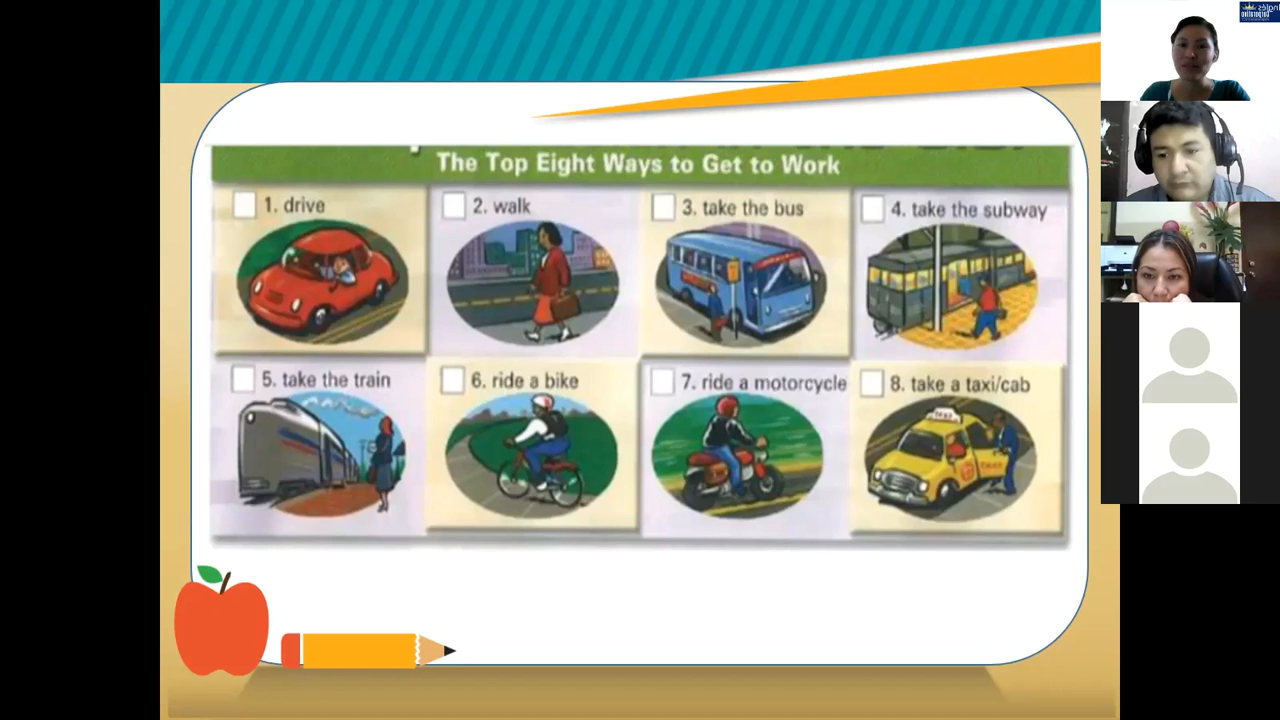 The Top Eight Ways to Get to Work
1. drive
2. walk
3. take the bus
4. take the subway
5. take the train
6. ride a bike
7. ride a motorcycle
8. take a taxi/cab
TAXI